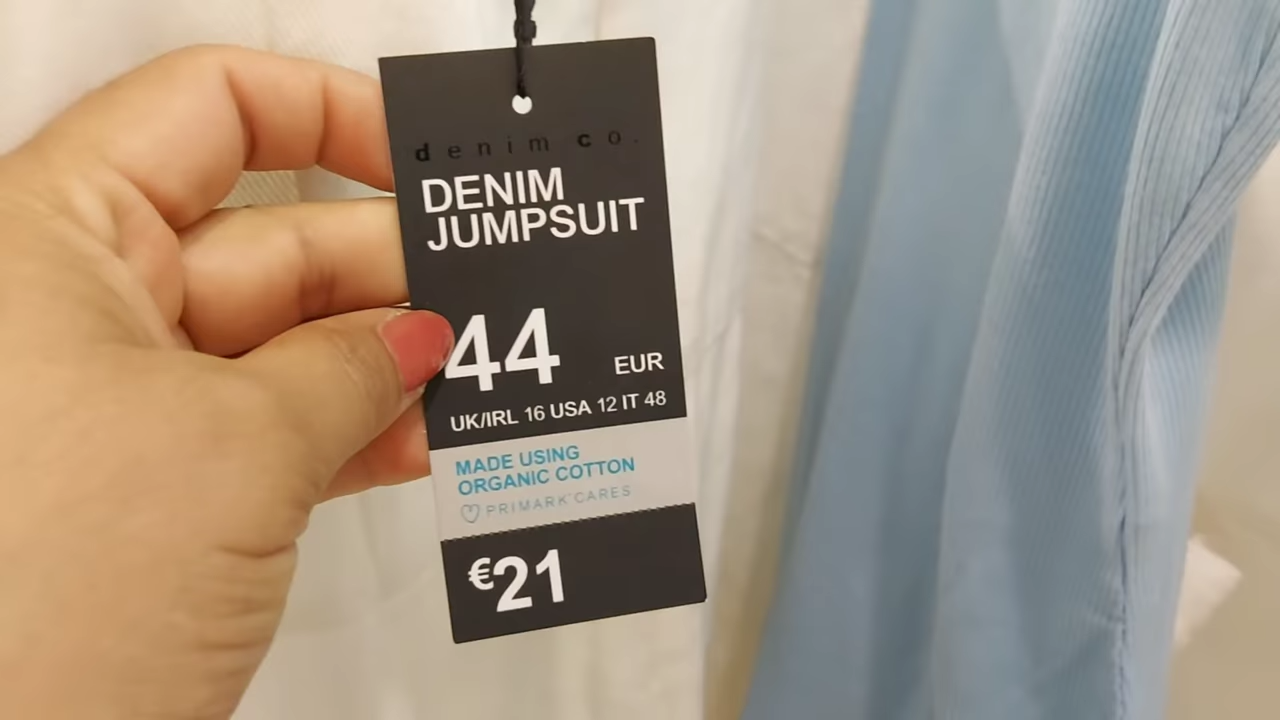 denim co.
DENIM
JUMPSUIT
44 EUR
UK/IRL 16 USA 12 IT 48
MADE USING
ORGANIC COTTON
PRIMARK CARES
€21